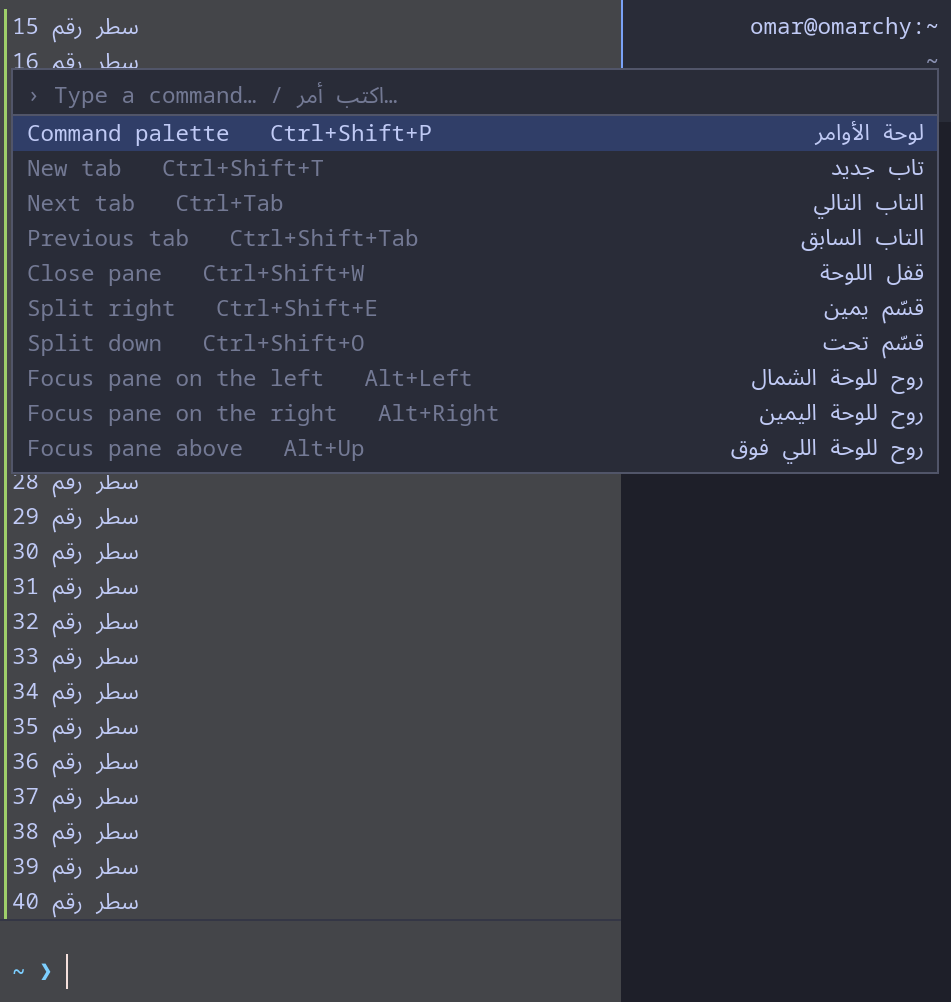 سطر رقم 15
سطر رقم 16
omar@omarchy:~
~
› Type a command… / اكتب أمر…
Command palette Ctrl+Shift+P لوحة الأوامر
New tab Ctrl+Shift+T تاب جديد
Next tab Ctrl+Tab التاب التالي
Previous tab Ctrl+Shift+Tab التاب السابق
Close pane Ctrl+Shift+W قفل اللوحة
Split right Ctrl+Shift+E قسّم يمين
Split down Ctrl+Shift+O قسّم تحت
Focus pane on the left Alt+Left روح للوحة الشمال
Focus pane on the right Alt+Right روح للوحة اليمين
Focus pane above Alt+Up روح للوحة اللي فوق
سطر رقم 28
سطر رقم 29
سطر رقم 30
سطر رقم 31
سطر رقم 32
سطر رقم 33
سطر رقم 34
سطر رقم 35
سطر رقم 36
سطر رقم 37
سطر رقم 38
سطر رقم 39
سطر رقم 40
~ ❯